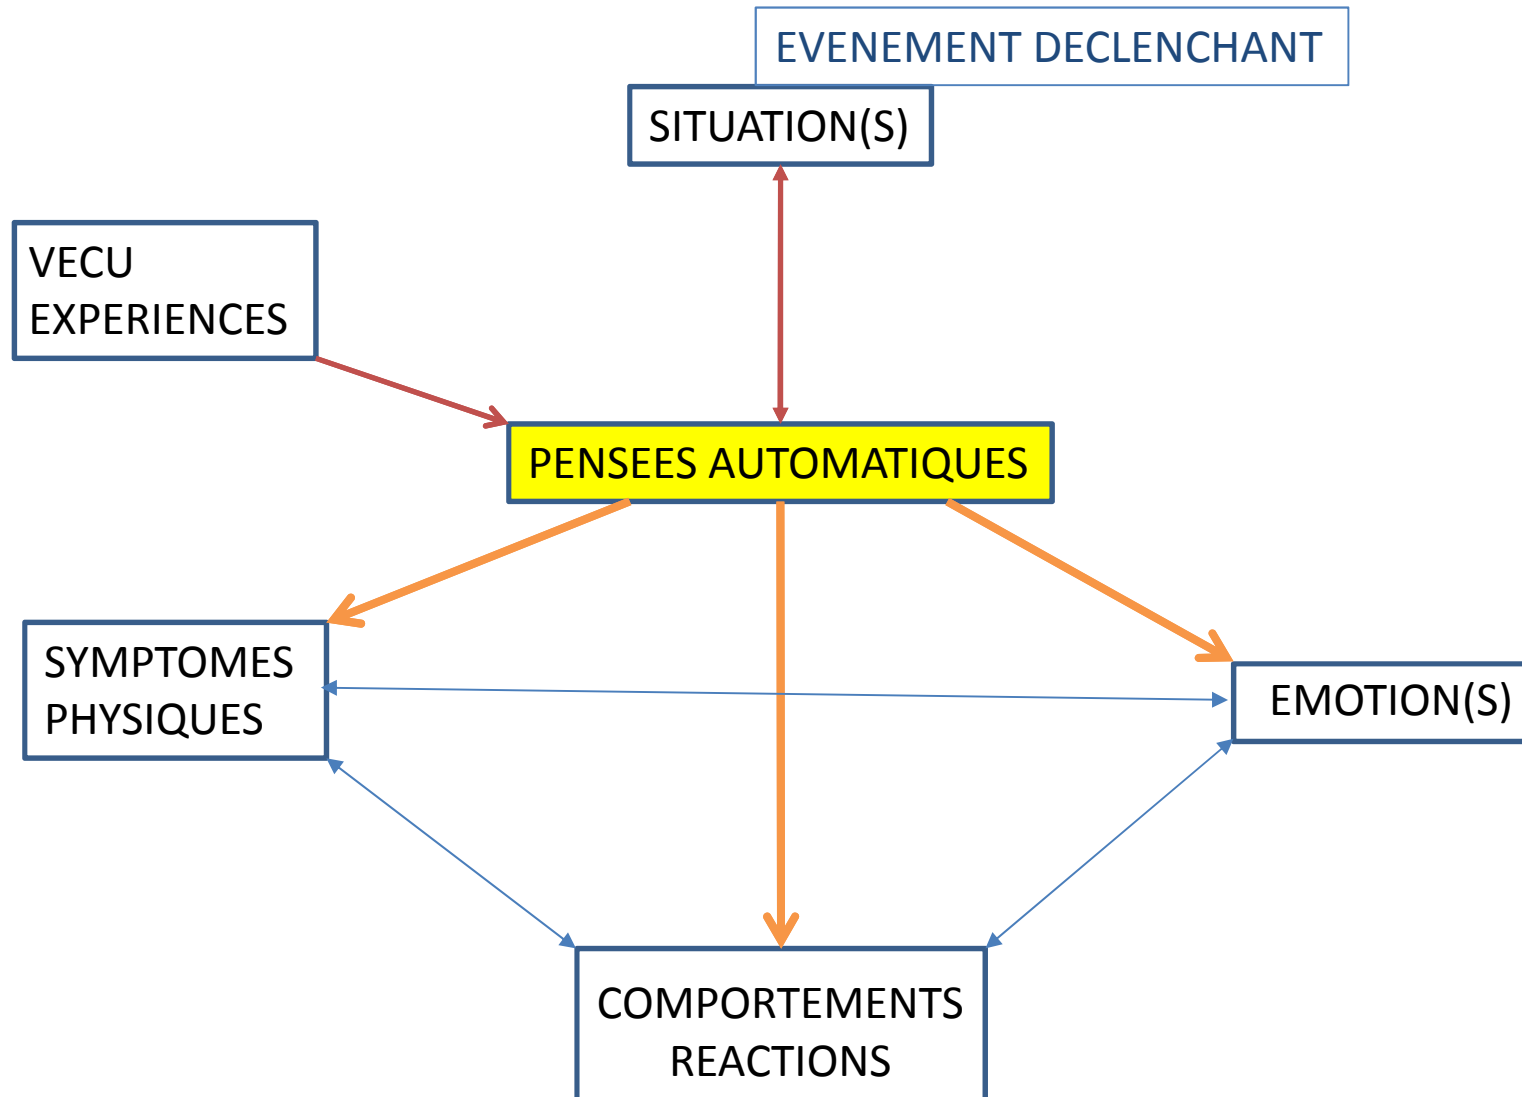 EVENEMENT DECLENCHANT
SITUATION(S)
VECU
EXPERIENCES
PENSEES AUTOMATIQUES
SYMPTOMES
PHYSIQUES
EMOTION(S)
COMPORTEMENTS
REACTIONS